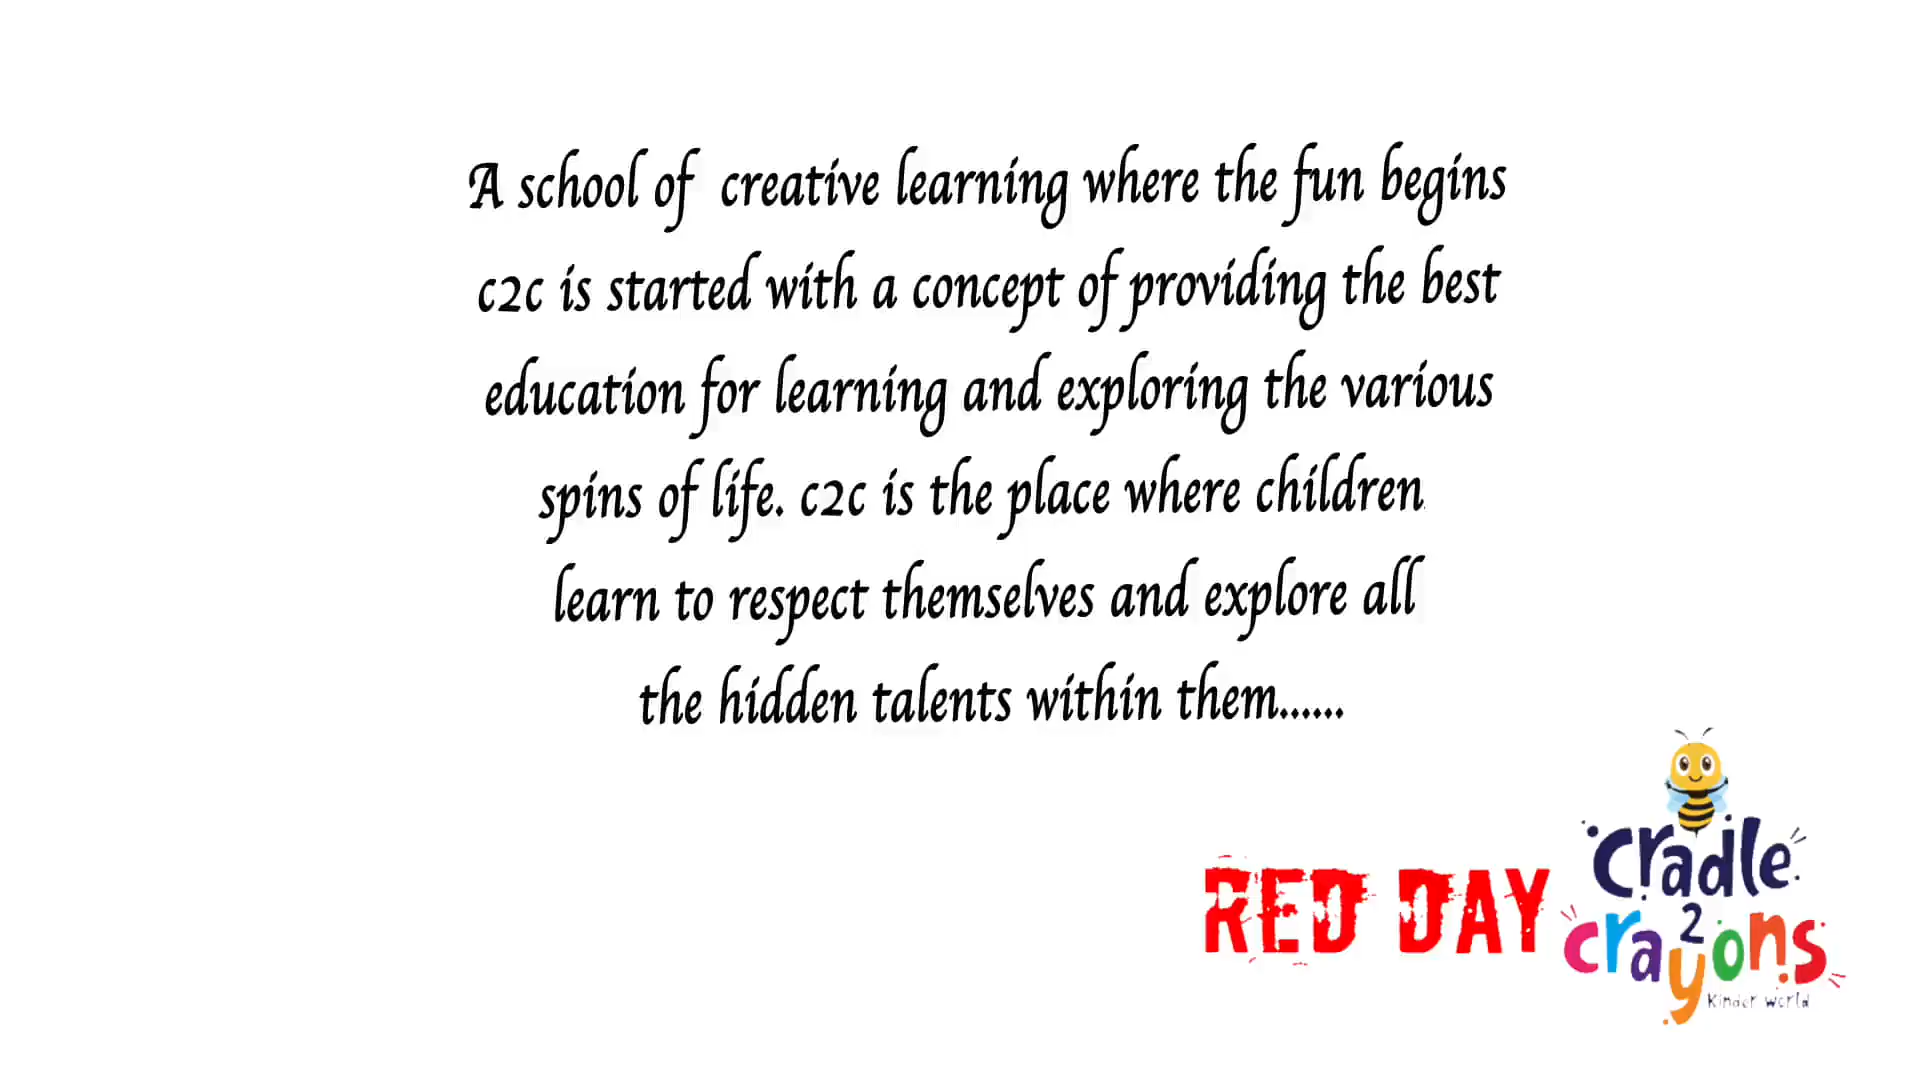 A school of creative learning where the fun begins
c2c is started with a concept of providing the best
education for learning and exploring the various
spins of life. c2c is the place where children
learn to respect themselves and explore all
the hidden talents within them......
RED DAY
cradle
2
crayons
Kinder world